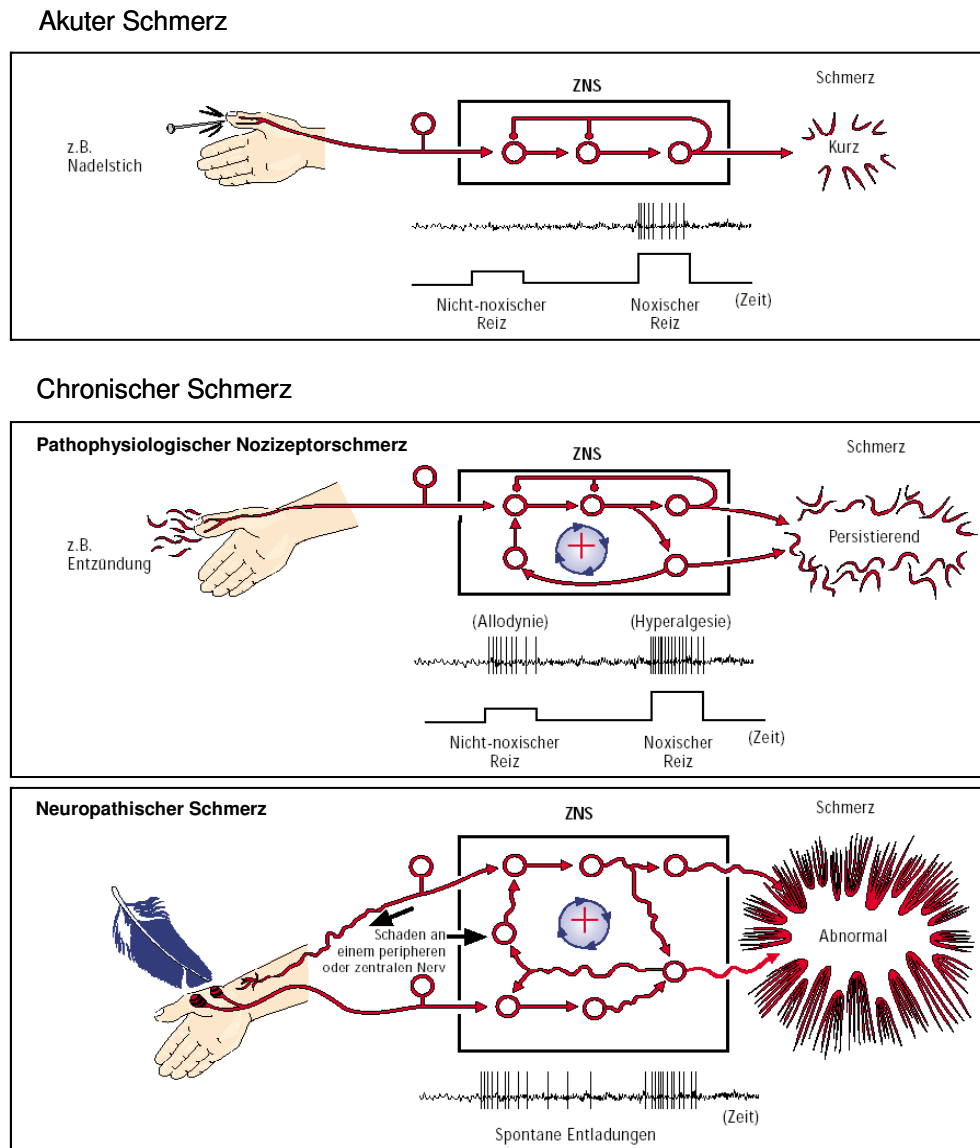 Akuter Schmerz
ZNS
Schmerz
z.B.
Nadelstich
Kurz
Nicht-noxischer
Reiz
Noxischer
Reiz
(Zeit)
Chronischer Schmerz
Pathophysiologischer Nozizeptorschmerz
ZNS
Schmerz
z.B.
Entzündung
Persistierend
(Allodynie)
(Hyperalgesie)
Nicht-noxischer
Reiz
Noxischer
Reiz
(Zeit)
Neuropathischer Schmerz
ZNS
Schmerz
Schaden an
einem peripheren
oder zentralen Nerv
Abnormal
(Zeit)
Spontane Entladungen